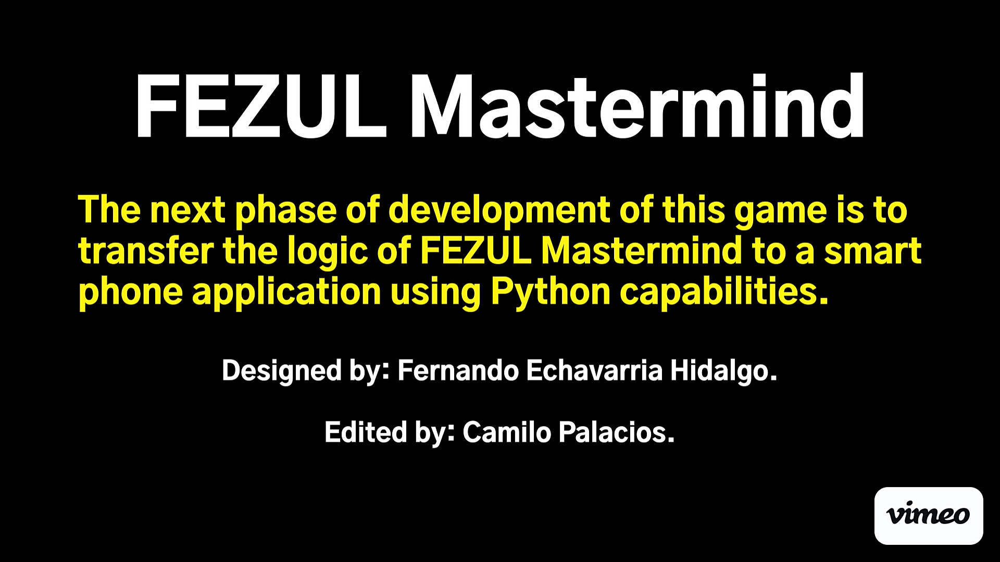 FEZUL Mastermind
The next phase of development of this game is to
transfer the logic of FEZUL Mastermind to a smart
phone application using Python capabilities.
Designed by: Fernando Echavarria Hidalgo.
Edited by: Camilo Palacios.
vimeo